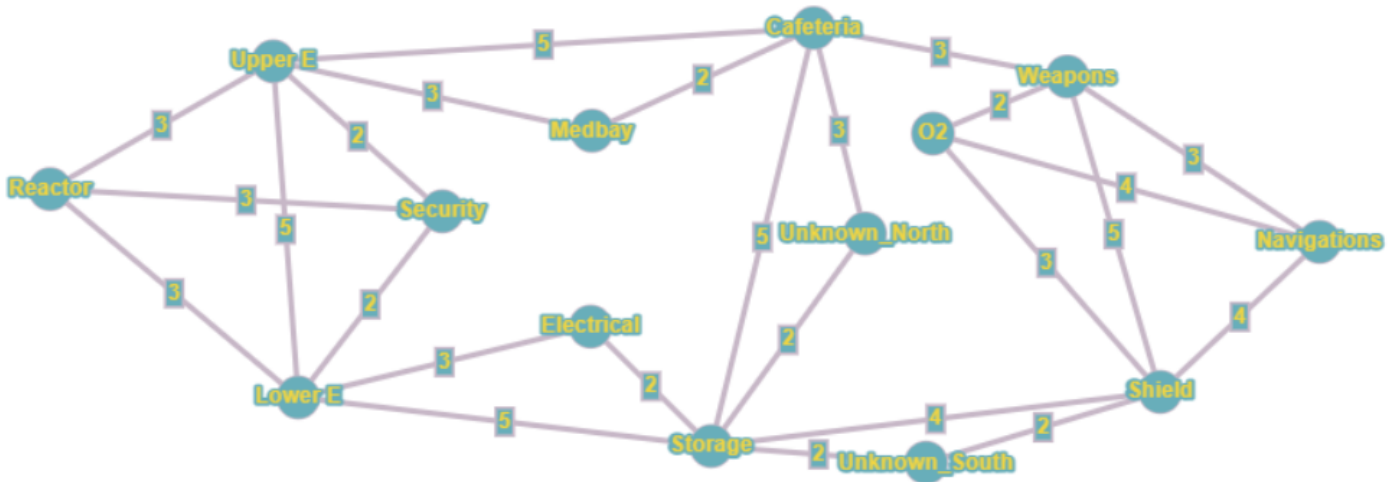 Cafeteria
5
Upper E
3
Weapons
2
3
2
O2
3
Medbay
3
2
3
4
Reactor
3
Security
5
5
Unknown_North
5
Navigations
3
3
2
4
Electrical
2
3
2
Lower E
Shield
5
4
2
Storage
2
Unknown_South